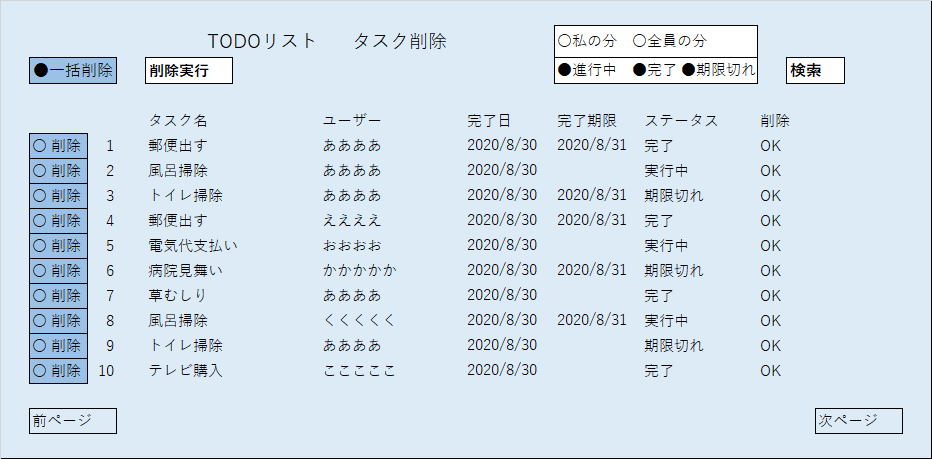 TODOリスト　　タスク削除
○私の分　○全員の分
●一括削除　削除実行　●進行中　●完了 ●期限切れ　検索
タスク名　ユーザー　完了日　完了期限　ステータス　削除
○ 削除　1　郵便出す　ああああ　2020/8/30　2020/8/31　完了　OK
○ 削除　2　風呂掃除　ああああ　2020/8/30　実行中　OK
○ 削除　3　トイレ掃除　ああああ　2020/8/30　2020/8/31　期限切れ　OK
○ 削除　4　郵便出す　ええええ　2020/8/30　2020/8/31　完了　OK
○ 削除　5　電気代支払い　おおおお　2020/8/30　実行中　OK
○ 削除　6　病院見舞い　かかかかか　2020/8/30　2020/8/31　期限切れ　OK
○ 削除　7　草むしり　ああああ　2020/8/30　完了　OK
○ 削除　8　風呂掃除　くくくくく　2020/8/30　2020/8/31　実行中　OK
○ 削除　9　トイレ掃除　ああああ　2020/8/30　期限切れ　OK
○ 削除　10　テレビ購入　こここここ　2020/8/30　完了　OK
前ページ　次ページ